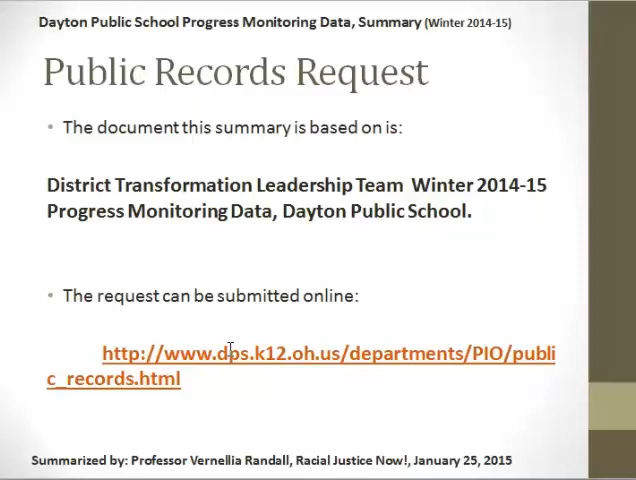 Dayton Public School Progress Monitoring Data, Summary (Winter 2014-15)
Public Records Request
• The document this summary is based on is:
District Transformation Leadership Team Winter 2014-15
Progress Monitoring Data, Dayton Public School.
• The request can be submitted online:
http://www.dps.k12.oh.us/departments/PIO/publi
c_records.html
Summarized by: Professor Vernellia Randall, Racial Justice Now!, January 25, 2015